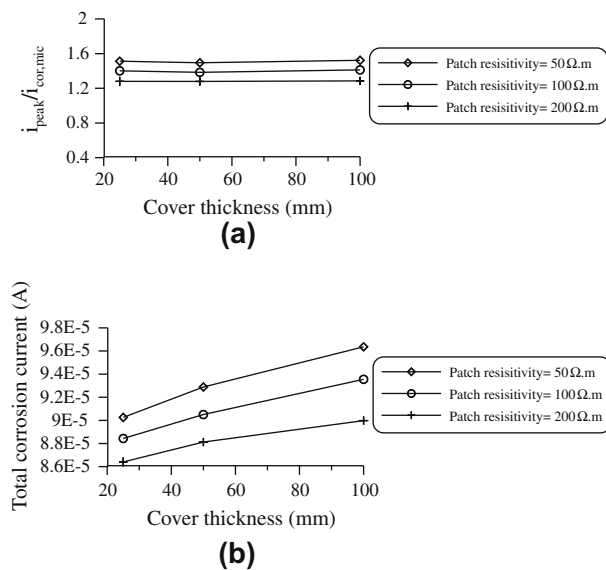 2
1.6
1.2
0.8
0.4
i_peak/i_cor,mic
20 40 60 80 100
Cover thickness (mm)
Patch resisitivity= 50Ω.m
Patch resisitivity= 100Ω.m
Patch resisitivity= 200Ω.m
(a)
9.8E-5
9.6E-5
9.4E-5
9.2E-5
9E-5
8.8E-5
8.6E-5
Total corrosion current (A)
20 40 60 80 100
Cover thickness (mm)
Patch resisitivity= 50Ω.m
Patch resisitivity= 100Ω.m
Patch resisitivity= 200Ω.m
(b)